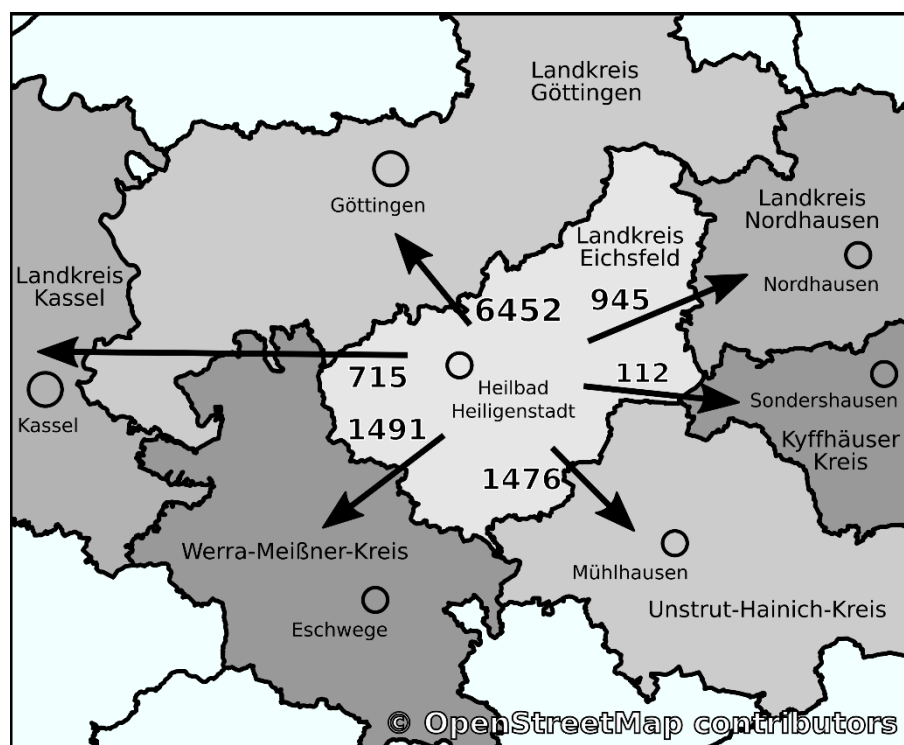 Landkreis
Göttingen
Göttingen
Landkreis
Nordhausen
Nordhausen
Landkreis
Eichsfeld
Landkreis
Kassel
Kassel
6452
945
715
112
1491
1476
Heilbad
Heiligenstadt
Sondershausen
Kyffhäuser
Kreis
Werra-Meißner-Kreis
Eschwege
Mühlhausen
Unstrut-Hainich-Kreis
© OpenStreetMap contributors